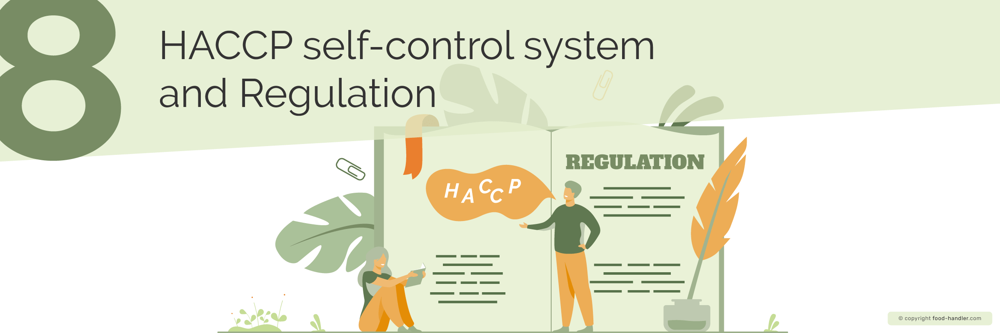 8
HACCP self-control system
and Regulation
REGULATION
HACCP
© copyright food-handler.com